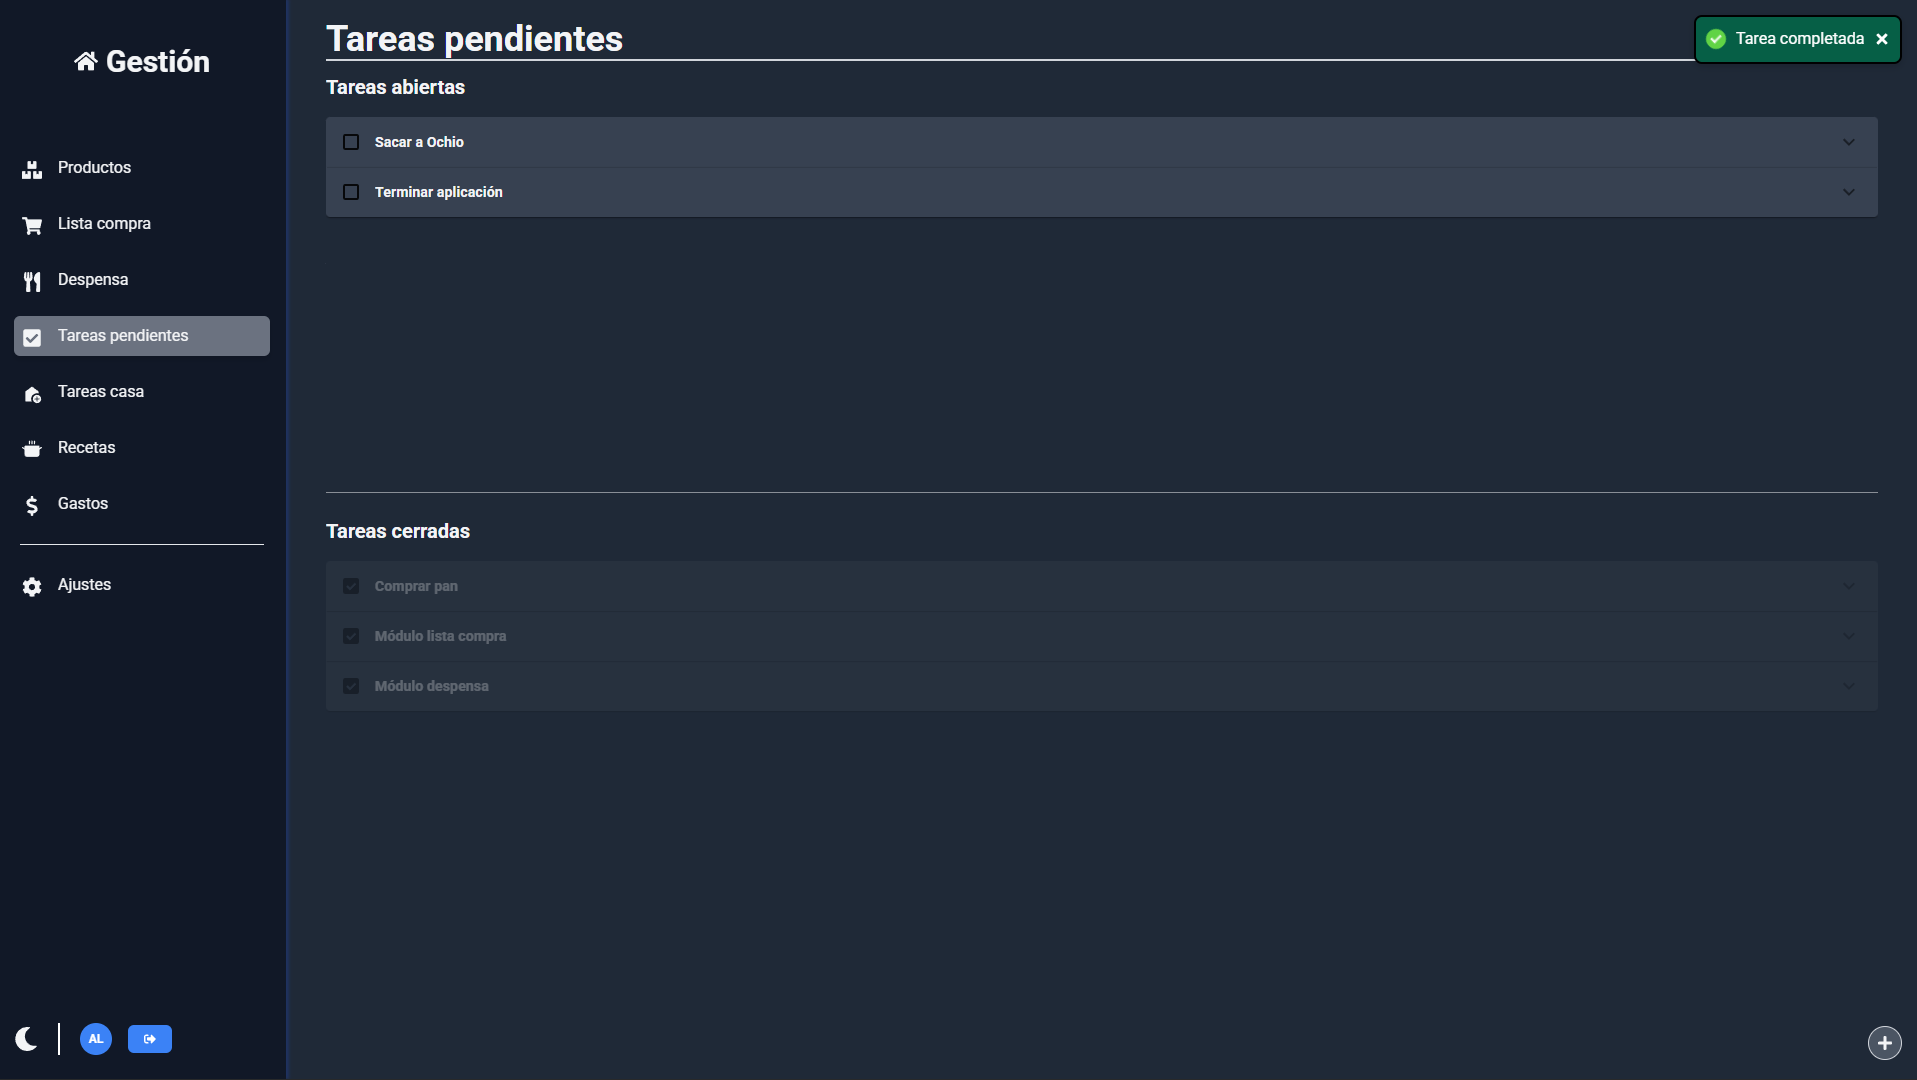 Gestión
Productos
Lista compra
Despensa
Tareas pendientes
Tareas casa
Recetas
Gastos
Ajustes
AL
Tareas pendientes
Tarea completada
Tareas abiertas
Sacar a Ochio
Terminar aplicación
Tareas cerradas
Comprar pan
Módulo lista compra
Módulo despensa